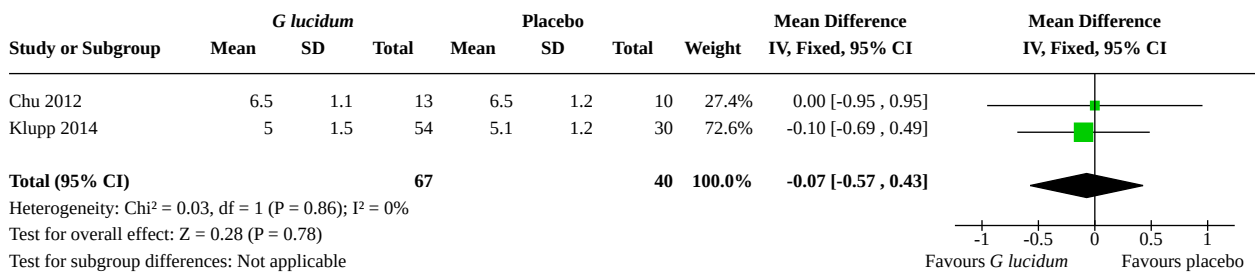 G lucidum Placebo Mean Difference Mean Difference
Study or Subgroup Mean SD Total Mean SD Total Weight IV, Fixed, 95% CI IV, Fixed, 95% CI
Chu 2012 6.5 1.1 13 6.5 1.2 10 27.4% 0.00 [-0.95 , 0.95]
Klupp 2014 5 1.5 54 5.1 1.2 30 72.6% -0.10 [-0.69 , 0.49]
Total (95% CI) 67 40 100.0% -0.07 [-0.57 , 0.43]
Heterogeneity: Chi² = 0.03, df = 1 (P = 0.86); I² = 0%
Test for overall effect: Z = 0.28 (P = 0.78) -1 -0.5 0 0.5 1
Test for subgroup differences: Not applicable Favours G lucidum Favours placebo